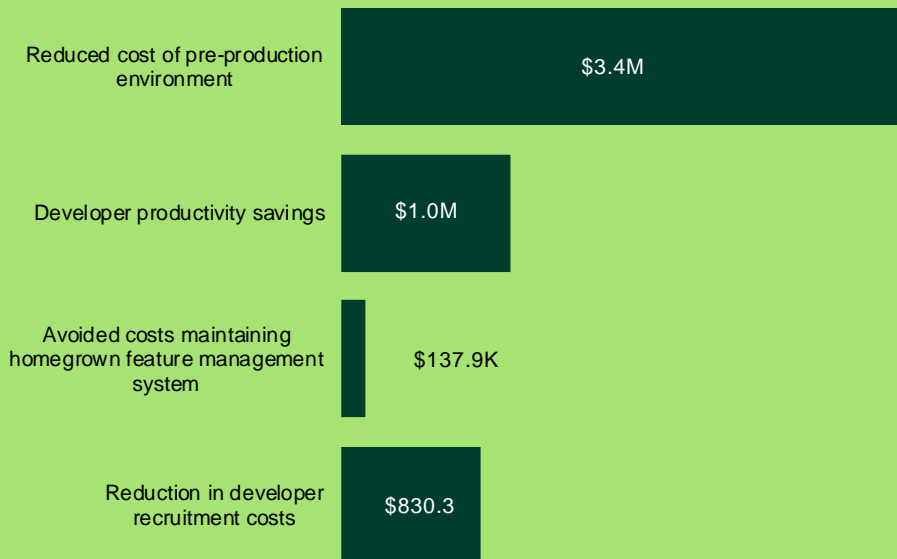 Reduced cost of pre-production
environment
$3.4M
Developer productivity savings
$1.0M
Avoided costs maintaining
homegrown feature management
system
$137.9K
Reduction in developer
recruitment costs
$830.3